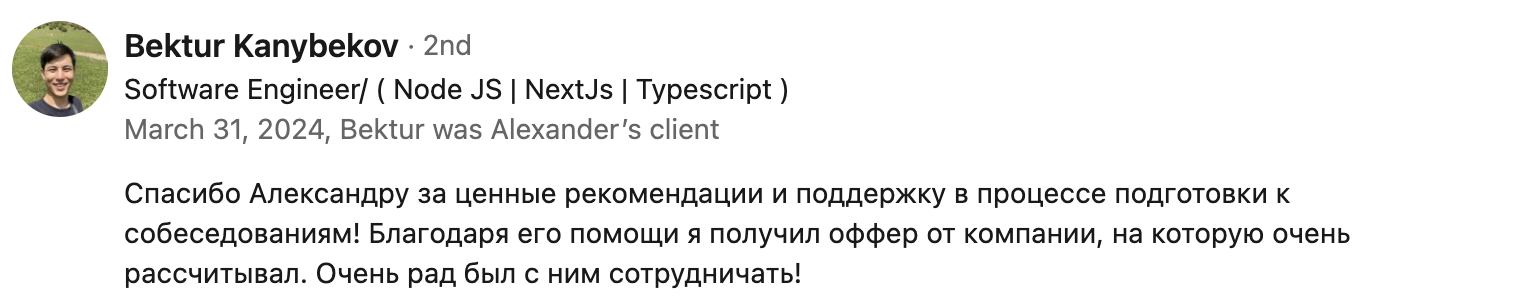 Bektur Kanybekov · 2nd
Software Engineer/ ( Node JS | NextJs | Typescript )
March 31, 2024, Bektur was Alexander’s client
Спасибо Александру за ценные рекомендации и поддержку в процессе подготовки к
собеседованиям! Благодаря его помощи я получил оффер от компании, на которую очень
рассчитывал. Очень рад был с ним сотрудничать!